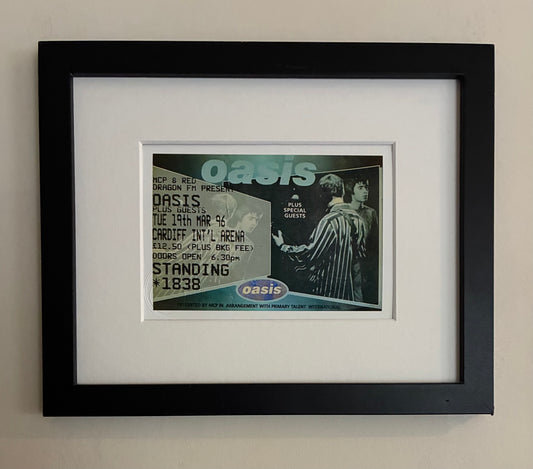 oasis
MCP & RED
DRAGON FM PRESENT
OASIS
PLUS GUESTS
TUE 19th MAR 96
CARDIFF INT'L ARENA
£12.50 (PLUS BKG FEE)
DOORS OPEN 6.30pm
STANDING
*1838
PLUS
SPECIAL
GUESTS
oasis
PRESENTED BY MCP IN ARRANGEMENT WITH PRIMARY TALENT INTERNATIONAL